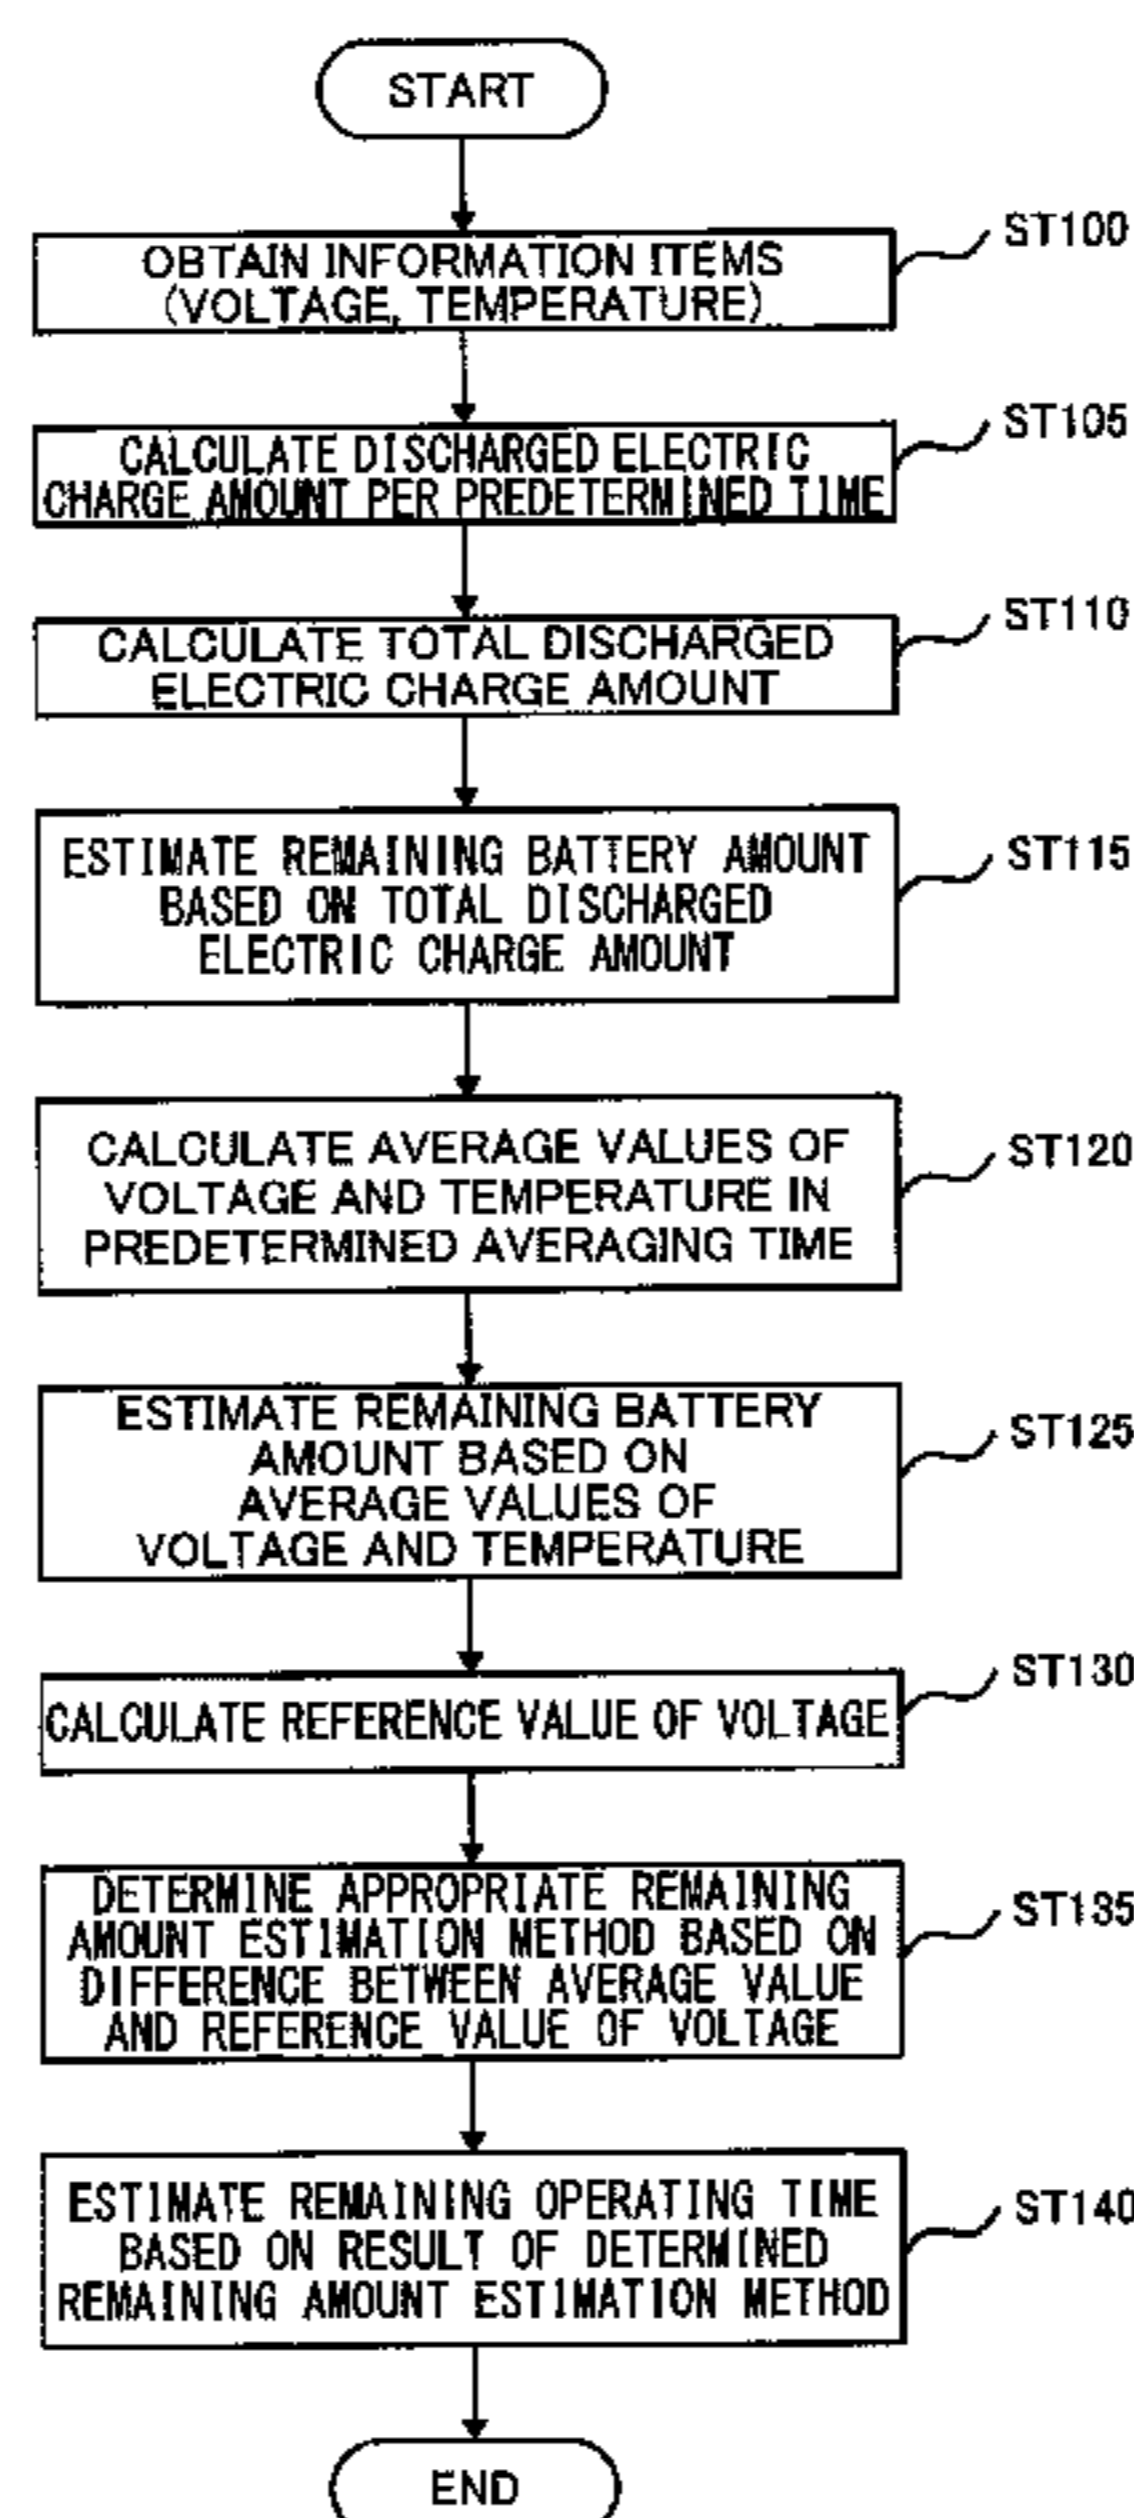 START
ST100
OBTAIN INFORMATION ITEMS
(VOLTAGE, TEMPERATURE)
ST105
CALCULATE DISCHARGED ELECTRIC
CHARGE AMOUNT PER PREDETERMINED TIME
ST110
CALCULATE TOTAL DISCHARGED
ELECTRIC CHARGE AMOUNT
ST115
ESTIMATE REMAINING BATTERY AMOUNT
BASED ON TOTAL DISCHARGED
ELECTRIC CHARGE AMOUNT
ST120
CALCULATE AVERAGE VALUES OF
VOLTAGE AND TEMPERATURE IN
PREDETERMINED AVERAGING TIME
ST125
ESTIMATE REMAINING BATTERY
AMOUNT BASED ON
AVERAGE VALUES OF
VOLTAGE AND TEMPERATURE
ST130
CALCULATE REFERENCE VALUE OF VOLTAGE
ST135
DETERMINE APPROPRIATE REMAINING
AMOUNT ESTIMATION METHOD BASED ON
DIFFERENCE BETWEEN AVERAGE VALUE
AND REFERENCE VALUE OF VOLTAGE
ST140
ESTIMATE REMAINING OPERATING TIME
BASED ON RESULT OF DETERMINED
REMAINING AMOUNT ESTIMATION METHOD
END